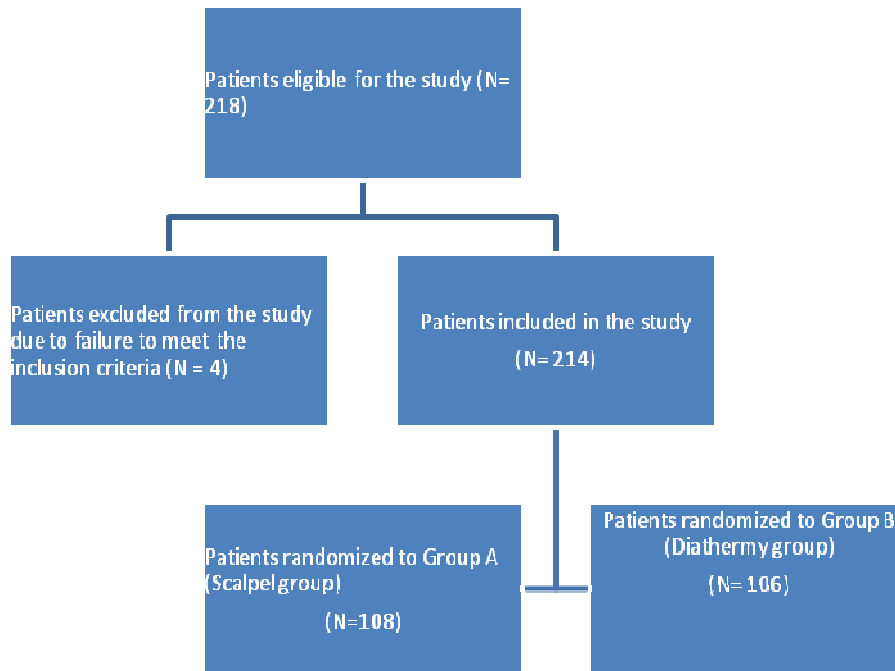 Patients eligible for the study (N=
218)
Patients excluded from the study
due to failure to meet the
inclusion criteria (N = 4)
Patients included in the study
(N= 214)
Patients randomized to Group A
(Scalpel group)
(N=108)
Patients randomized to Group B
(Diathermy group)
(N= 106)